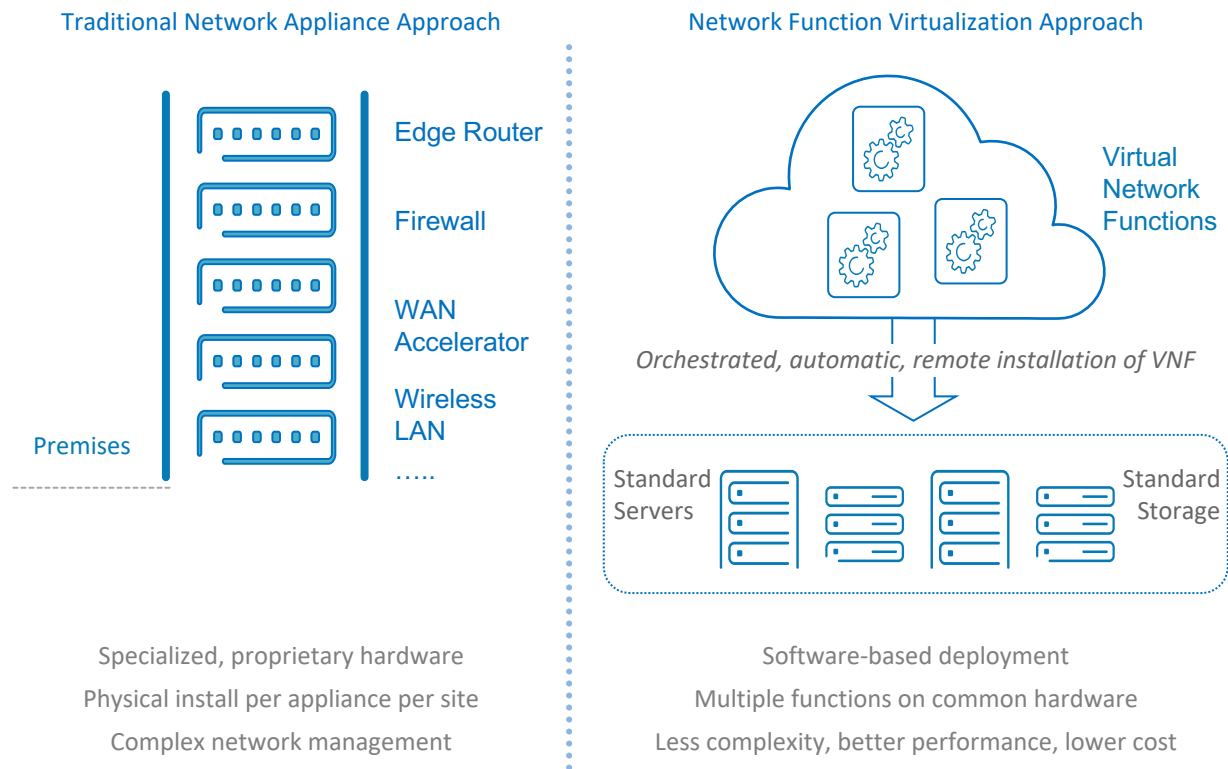 Traditional Network Appliance Approach
Edge Router
Firewall
WAN
Accelerator
Wireless
LAN
…..
Premises
Specialized, proprietary hardware
Physical install per appliance per site
Complex network management
Network Function Virtualization Approach
Virtual
Network
Functions
Orchestrated, automatic, remote installation of VNF
Standard
Servers
Standard
Storage
Software-based deployment
Multiple functions on common hardware
Less complexity, better performance, lower cost